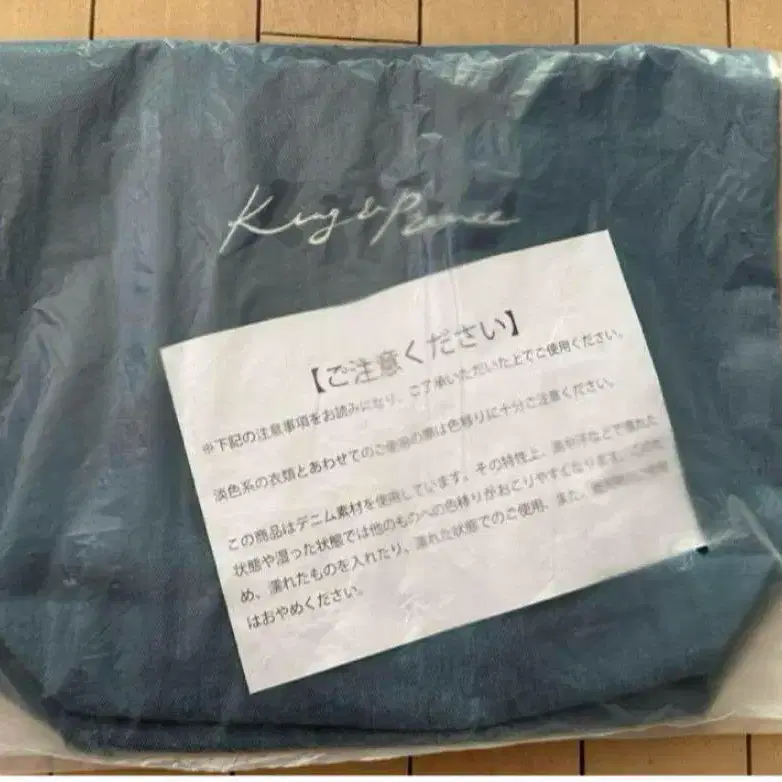 King & Prince
【ご注意ください】
※下記の注意事項をお読みになり、ご了承いただいた上でご使用ください。
淡色系の衣類とあわせてのご使用の際は色移りに十分ご注意ください。
この商品はデニム素材を使用しています。その特性上、雨や汗などで濡れた
状態や湿った状態では他のものへの色移りがおこりやすくなります。
め、濡れたものを入れたり、濡れた状態でのご使用、また、
はおやめください。